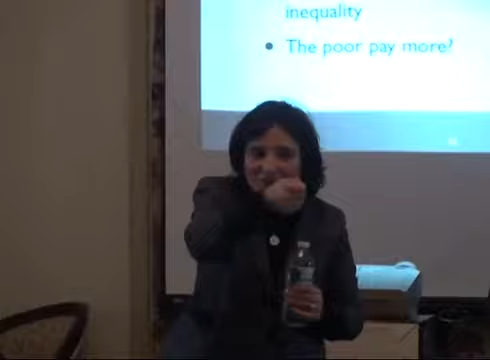 inequality
• The poor pay more?